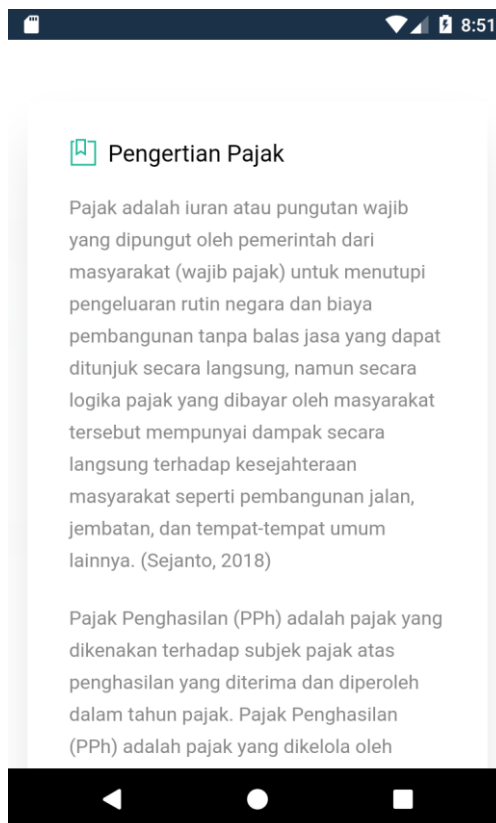 8:51
Pengertian Pajak
Pajak adalah iuran atau pungutan wajib
yang dipungut oleh pemerintah dari
masyarakat (wajib pajak) untuk menutupi
pengeluaran rutin negara dan biaya
pembangunan tanpa balas jasa yang dapat
ditunjuk secara langsung, namun secara
logika pajak yang dibayar oleh masyarakat
tersebut mempunyai dampak secara
langsung terhadap kesejahteraan
masyarakat seperti pembangunan jalan,
jembatan, dan tempat-tempat umum
lainnya. (Sejanto, 2018)
Pajak Penghasilan (PPh) adalah pajak yang
dikenakan terhadap subjek pajak atas
penghasilan yang diterima dan diperoleh
dalam tahun pajak. Pajak Penghasilan
(PPh) adalah pajak yang dikelola oleh